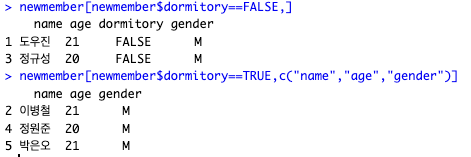 > newmember[newmember$dormitory==FALSE,]
name age dormitory gender
1 도우진 21 FALSE M
3 정규성 20 FALSE M
> newmember[newmember$dormitory==TRUE,c("name","age","gender")]
name age gender
2 이병철 21 M
4 정원준 20 M
5 박은오 21 M